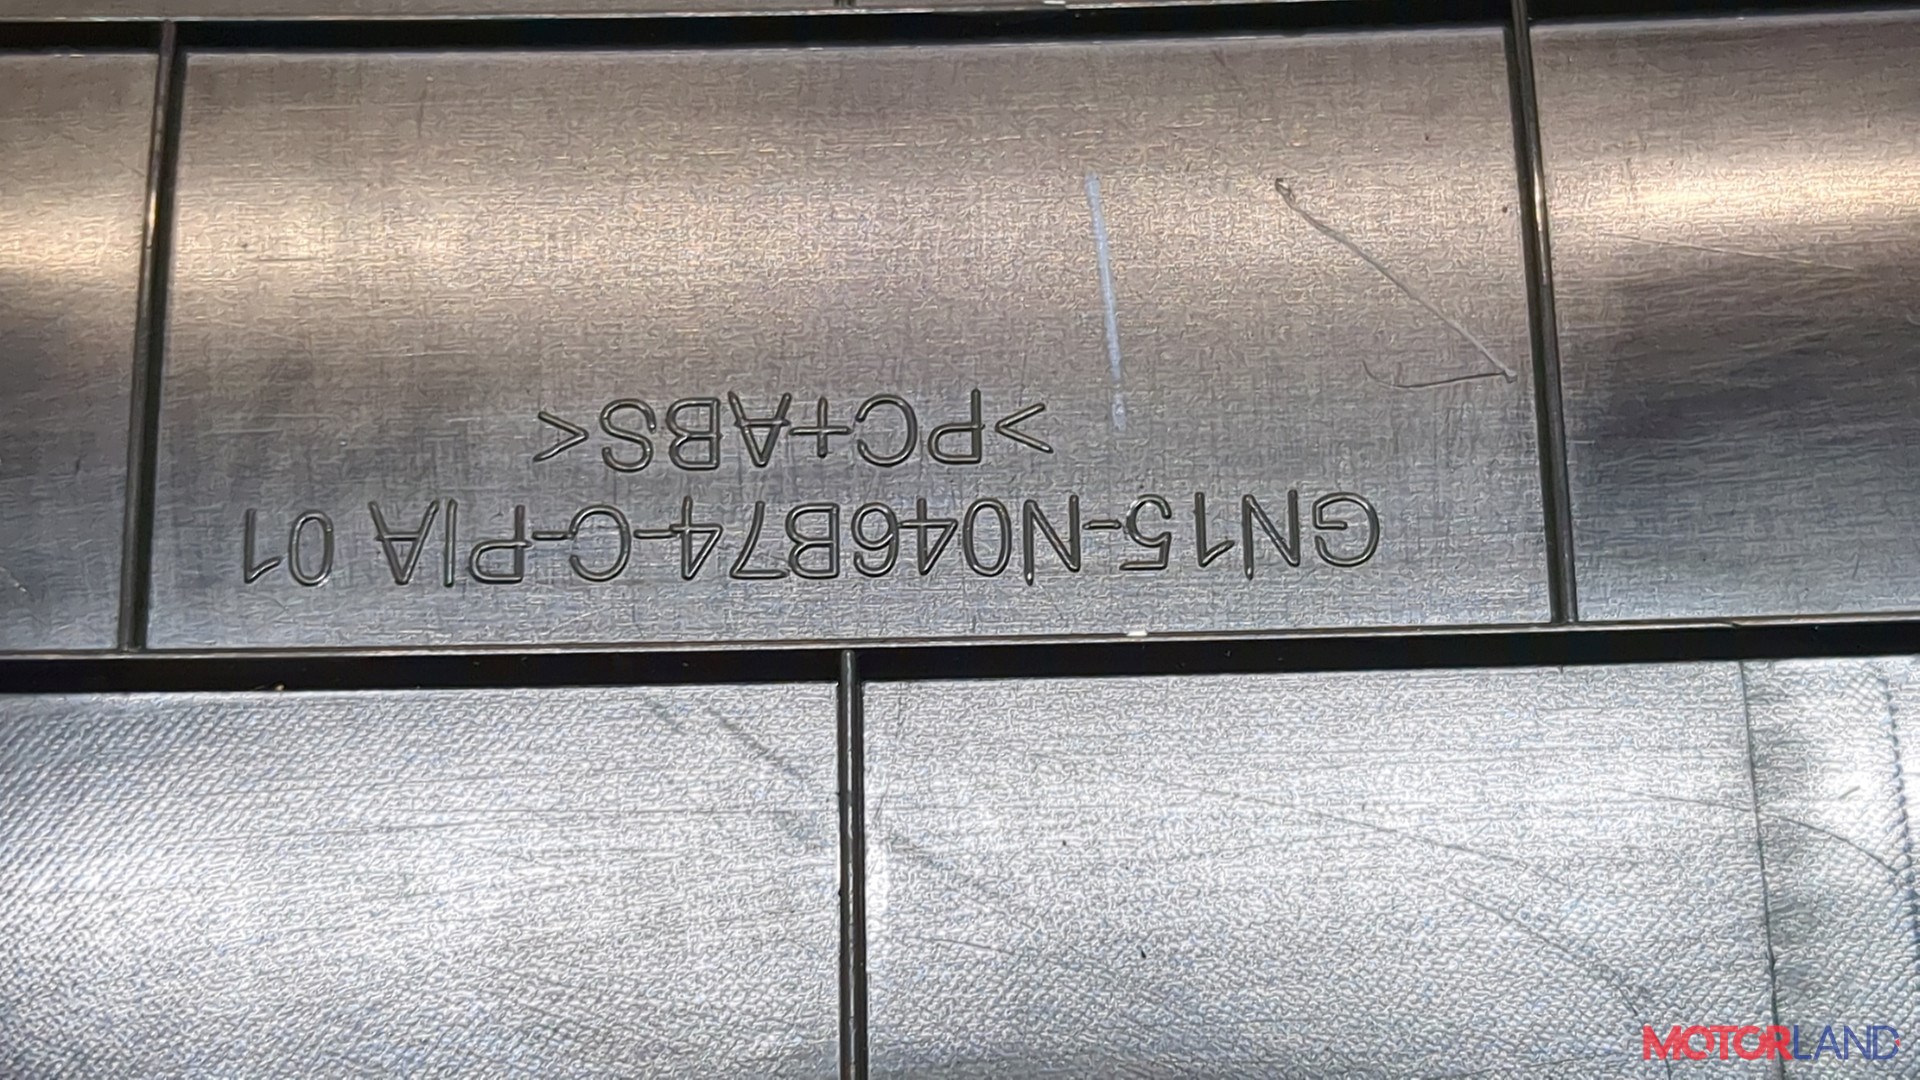 GN15-N046B74-C-PIA 01
>PC+ABS<
MOTORLAND